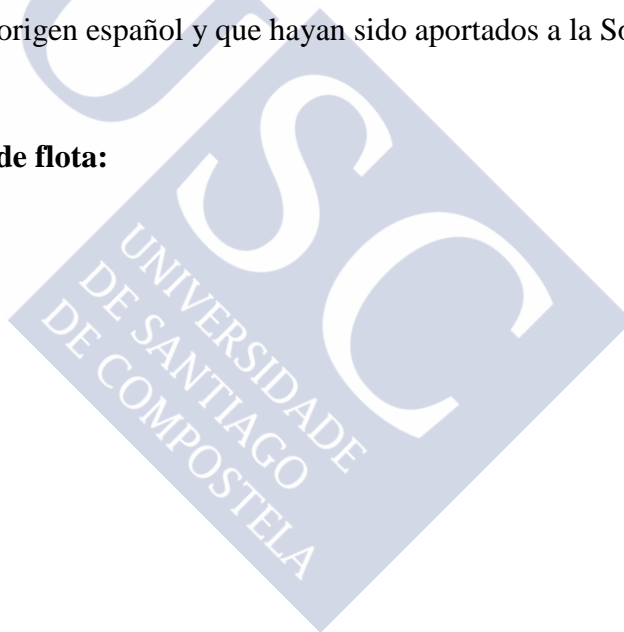 origen español y que hayan sido aportados a la So
de flota:
USC
UNIVERSIDADE
DE SANTIAGO
DE COMPOSTELA